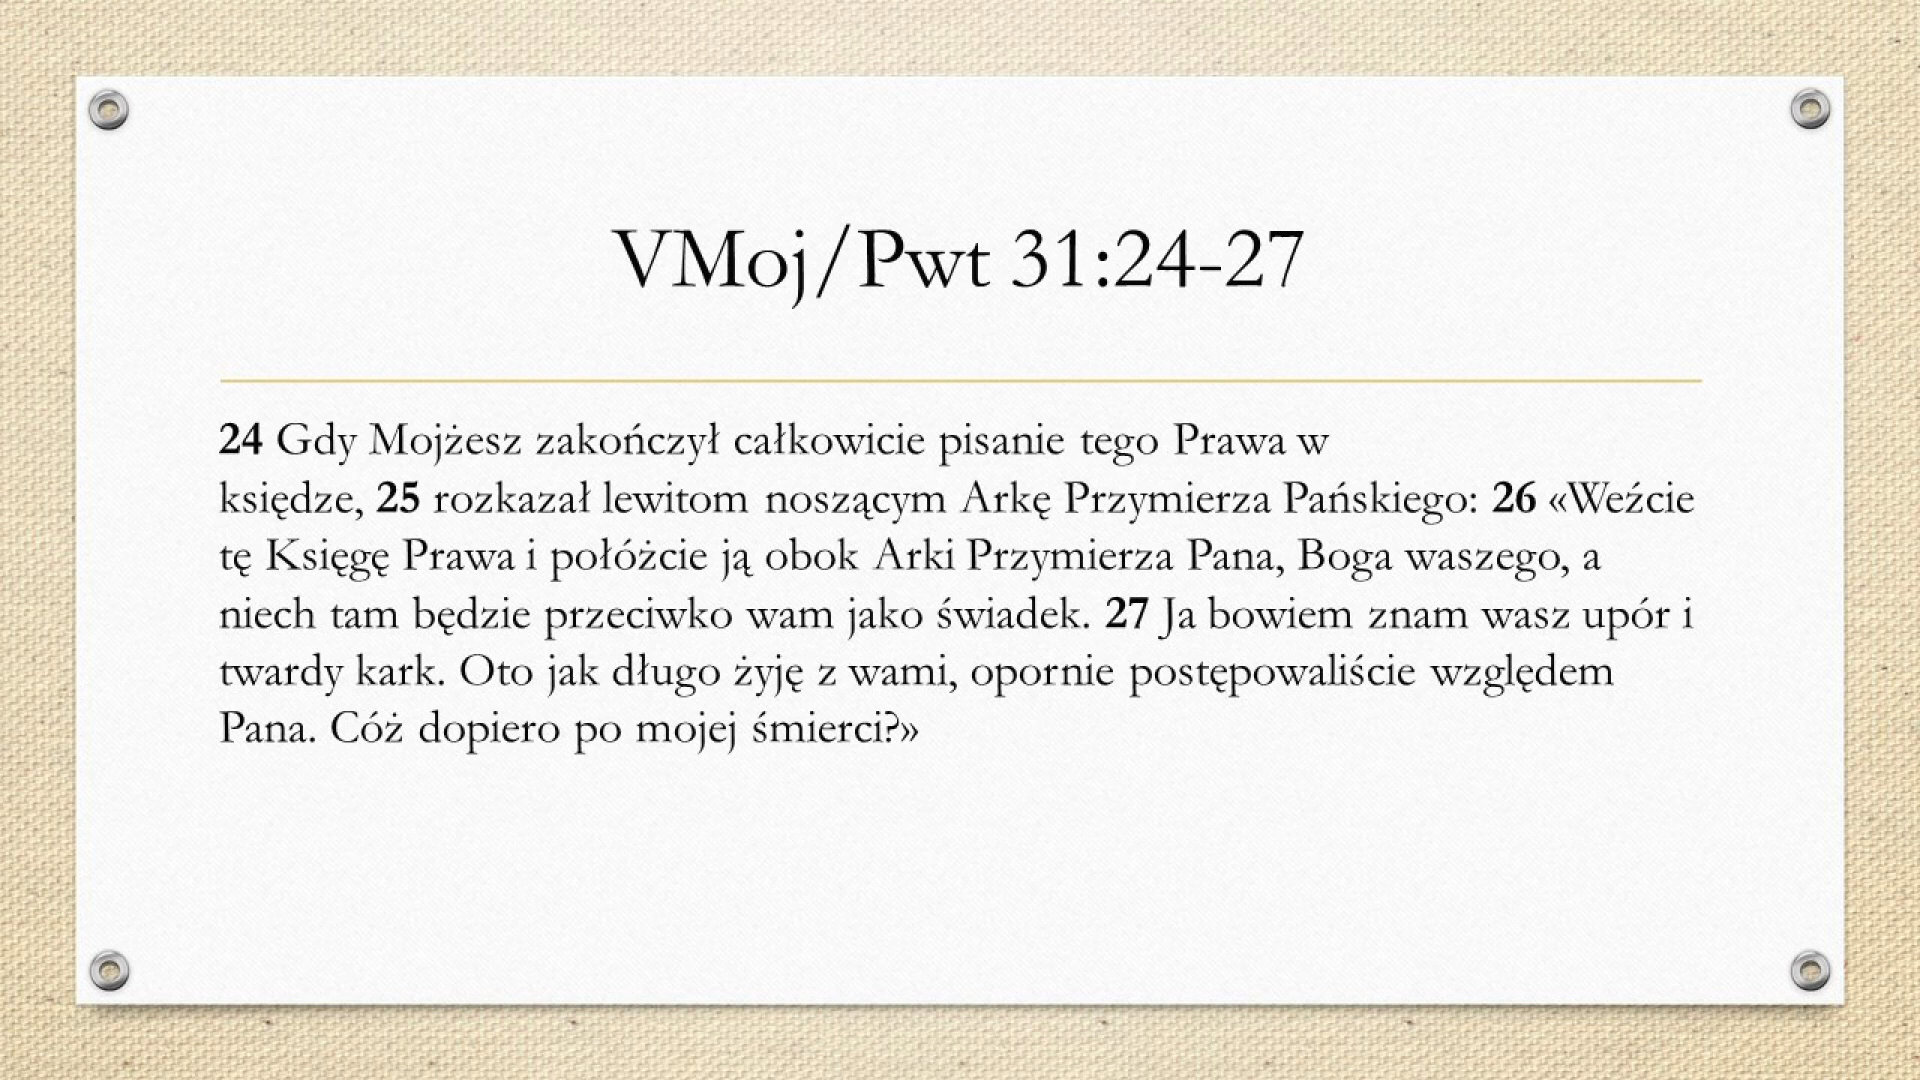 VMoj/Pwt 31:24-27
24 Gdy Mojżesz zakończył całkowicie pisanie tego Prawa w
księdze, 25 rozkazał lewitom noszącym Arkę Przymierza Pańskiego: 26 «Weźcie
tę Księgę Prawa i połóżcie ją obok Arki Przymierza Pana, Boga waszego, a
niech tam będzie przeciwko wam jako świadek. 27 Ja bowiem znam wasz upór i
twardy kark. Oto jak długo żyję z wami, opornie postępowaliście względem
Pana. Cóż dopiero po mojej śmierci?»